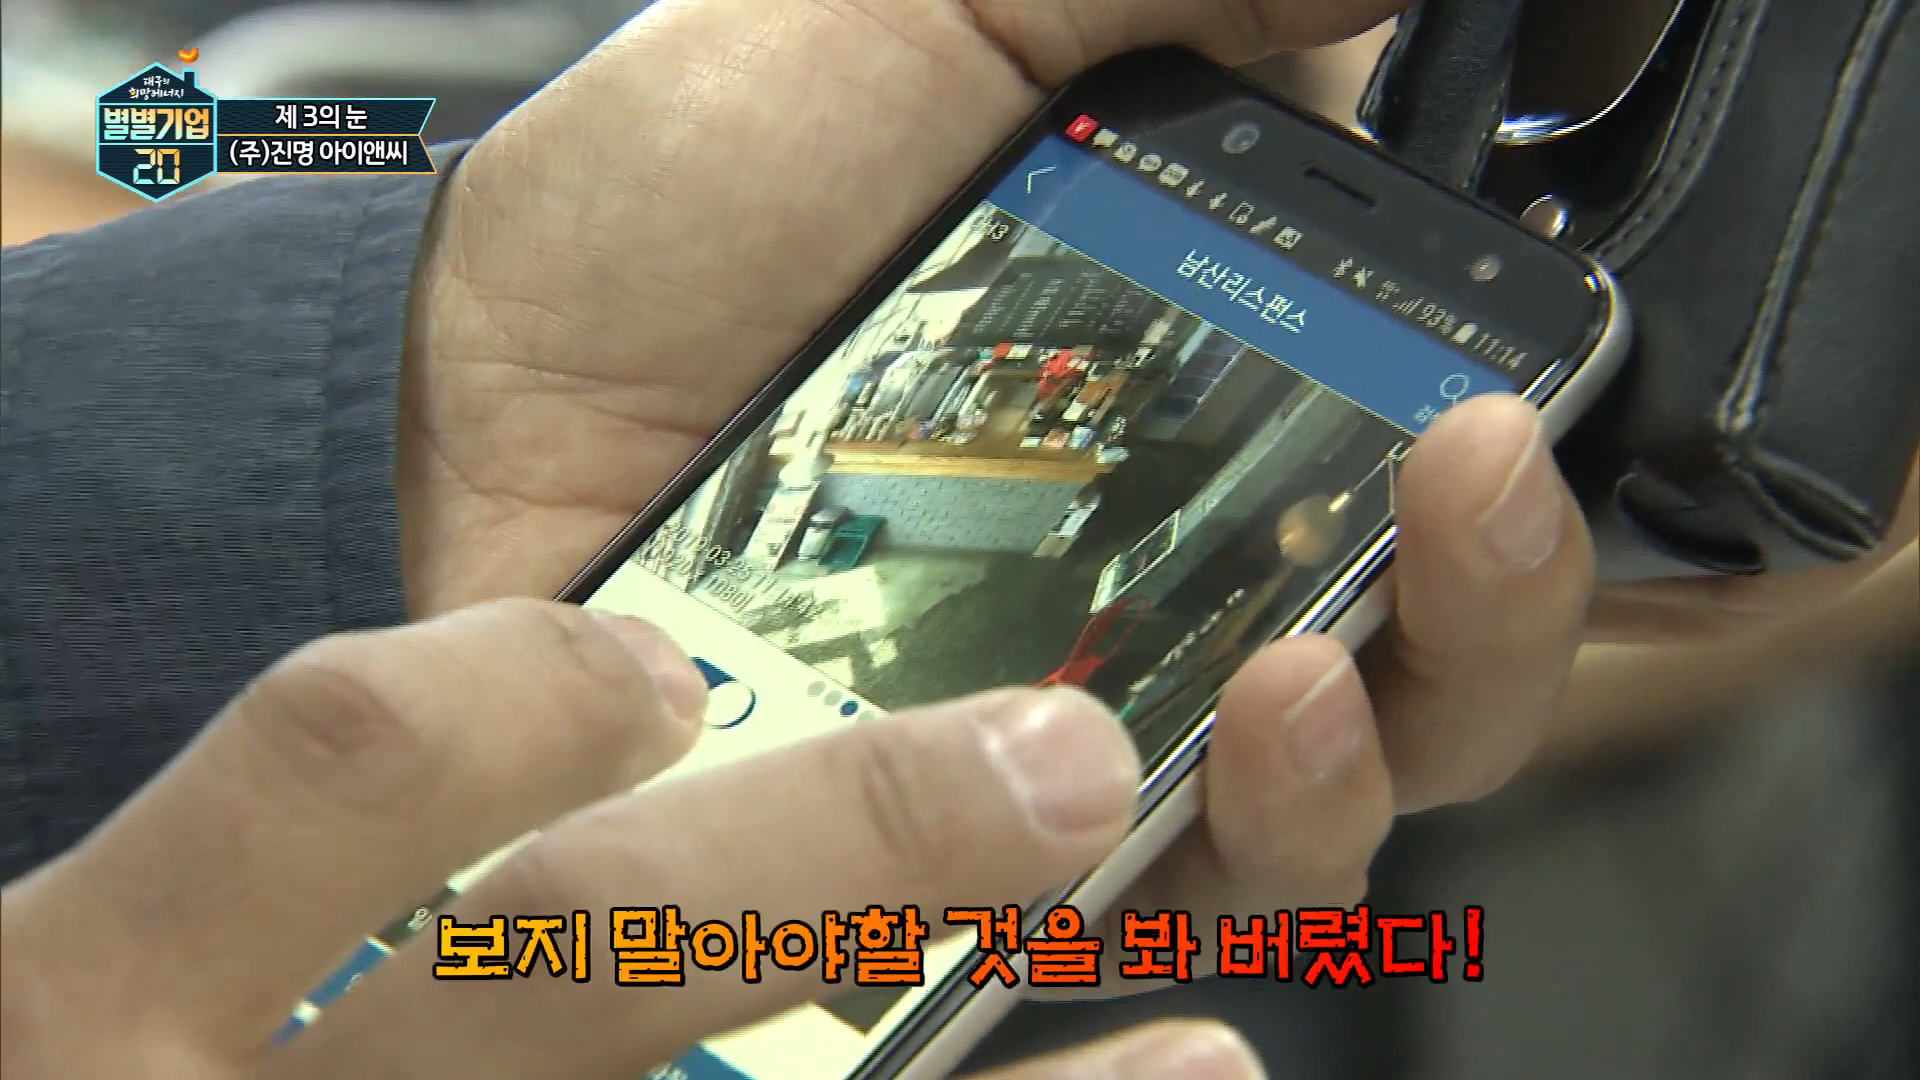 대구의
희망에너지
별별기업
20
제 3의 눈
(주)진명 아이앤씨
93% 11:14
남산리스펀스
CH3
보지 말아야할 것을 봐 버렸다!